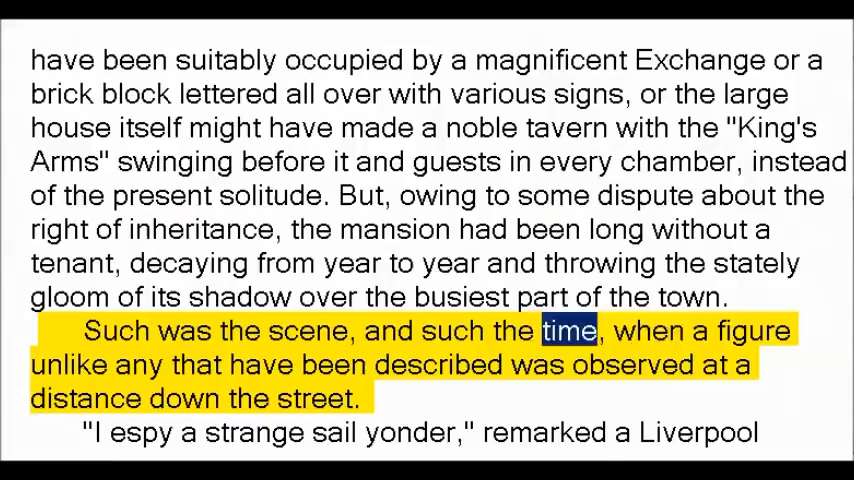 have been suitably occupied by a magnificent Exchange or a
brick block lettered all over with various signs, or the large
house itself might have made a noble tavern with the "King's
Arms" swinging before it and guests in every chamber, instead
of the present solitude. But, owing to some dispute about the
right of inheritance, the mansion had been long without a
tenant, decaying from year to year and throwing the stately
gloom of its shadow over the busiest part of the town.
Such was the scene, and such the time, when a figure
unlike any that have been described was observed at a
distance down the street.
"I espy a strange sail yonder," remarked a Liverpool